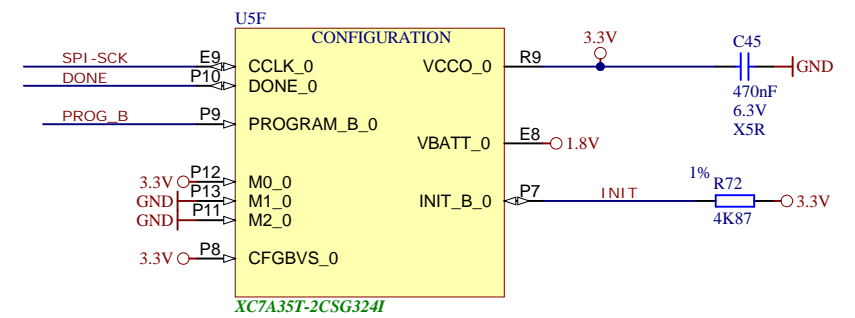 U5F
CONFIGURATION
SPI-SCK E9 CCLK_0 VCCO_0 R9 3.3V C45 GND
DONE P10 DONE_0
470nF
6.3V
X5R
PROG_B P9 PROGRAM_B_0
VBATT_0 E8 1.8V
3.3V P12 M0_0
GND P13 M1_0 INIT_B_0 P7 INIT 1% R72 3.3V
4K87
GND P11 M2_0
3.3V P8 CFGBVS_0
XC7A35T-2CSG324I